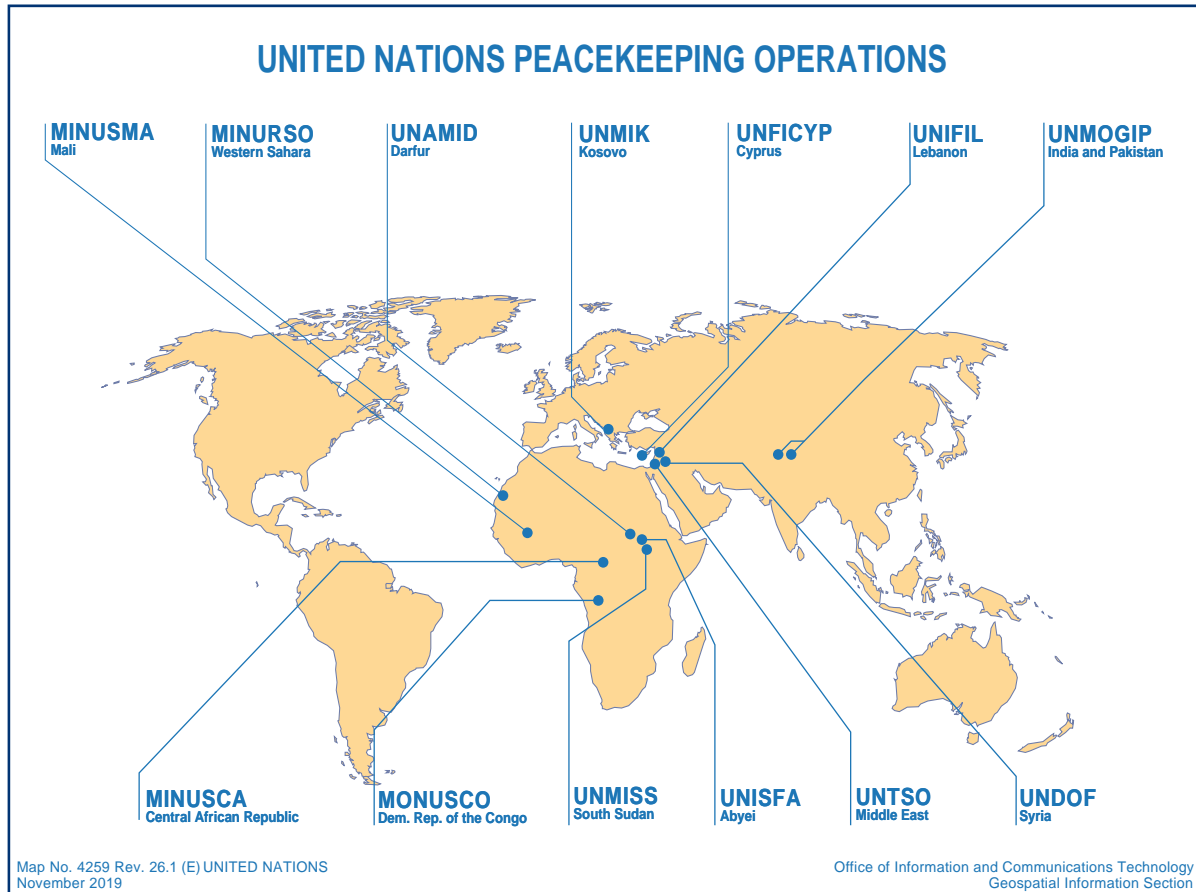 UNITED NATIONS PEACEKEEPING OPERATIONS
MINUSMA
Mali
MINURSO
Western Sahara
UNAMID
Darfur
UNMIK
Kosovo
UNFICYP
Cyprus
UNIFIL
Lebanon
UNMOGIP
India and Pakistan
MINUSCA
Central African Republic
MONUSCO
Dem. Rep. of the Congo
UNMISS
South Sudan
UNISFA
Abyei
UNTSO
Middle East
UNDOF
Syria
Map No. 4259 Rev. 26.1 (E) UNITED NATIONS
November 2019
Office of Information and Communications Technology
Geospatial Information Section